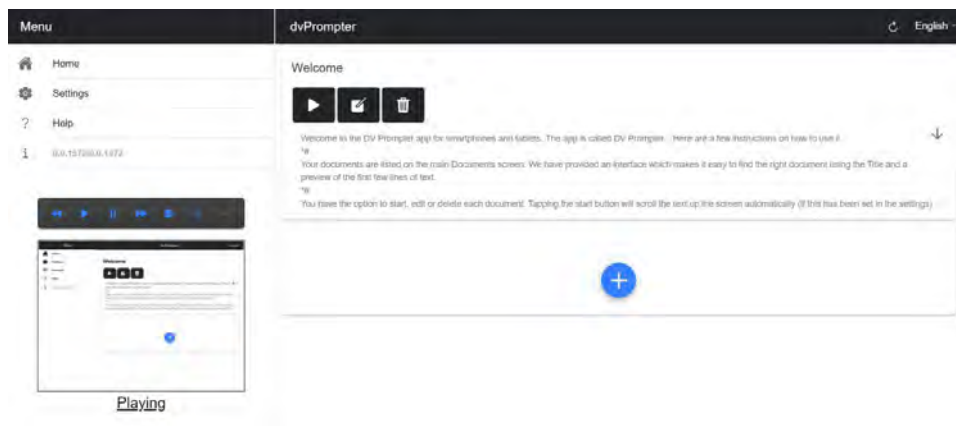 Menu
Home
Settings
Help
dvPrompter
English
Welcome
Welcome to the DV Prompter app for smartphones and tablets. The app is called DV Prompter. Here are a few instructions on how to use it
Your documents are listed on the main Documents screen. We have provided an interface which makes it easy to find the right document listing the Title and a
preview of the first few lines of text.
You have the option to start, edit or delete each document. Tapping the start button will scroll the text up the screen automatically (if this has been set in the settings)
Playing